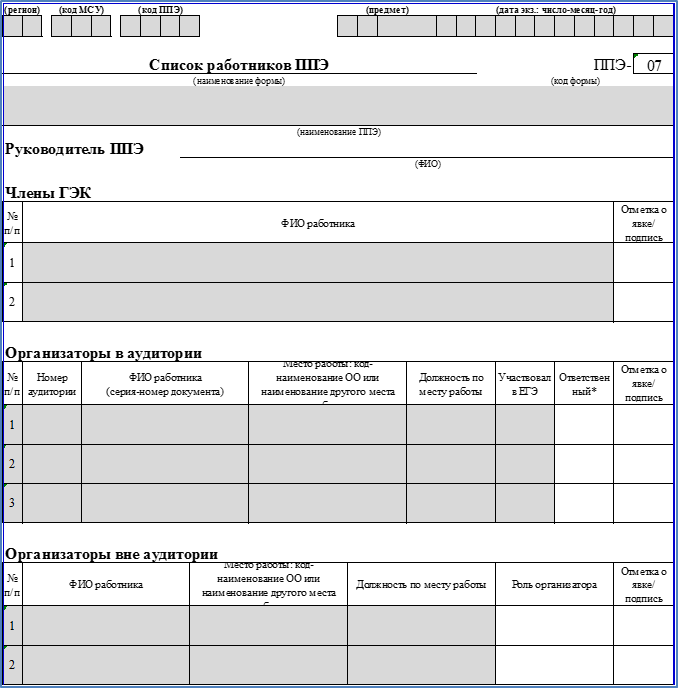 (регион) (код МСУ) (код ППЭ) (предмет) (дата экз.: число-месяц-год)
Список работников ППЭ ППЭ- 07
(наименование формы) (код формы)
(наименование ППЭ)
Руководитель ППЭ
(ФИО)
Члены ГЭК
№ п/п ФИО работника Отметка о явке/ подпись
1
2
Организаторы в аудитории
№ п/п Номер аудитории ФИО работника (серия-номер документа) Место работы: код-наименование ОО или наименование другого места Должность по месту работы Участвовал в ЕГЭ Ответствен ный* Отметка о явке/ подпись
1
2
3
Организаторы вне аудитории
№ п/п ФИО работника Место работы: код-наименование ОО или наименование другого места Должность по месту работы Роль организатора Отметка о явке/ подпись
1
2